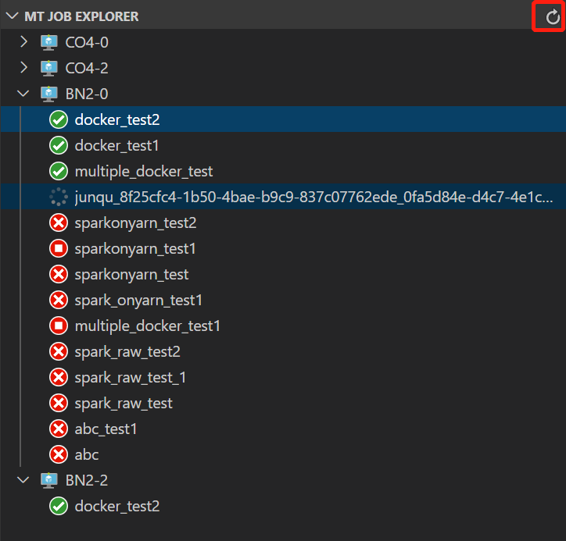 MT JOB EXPLORER
CO4-0
CO4-2
BN2-0
docker_test2
docker_test1
multiple_docker_test
junqu_8f25cfc4-1b50-4bae-b9c9-837c07762ede_0fa5d84e-d4c7-4e1c...
sparkonyarn_test2
sparkonyarn_test1
sparkonyarn_test
spark_onyarn_test1
multiple_docker_test1
spark_raw_test2
spark_raw_test_1
spark_raw_test
abc_test1
abc
BN2-2
docker_test2